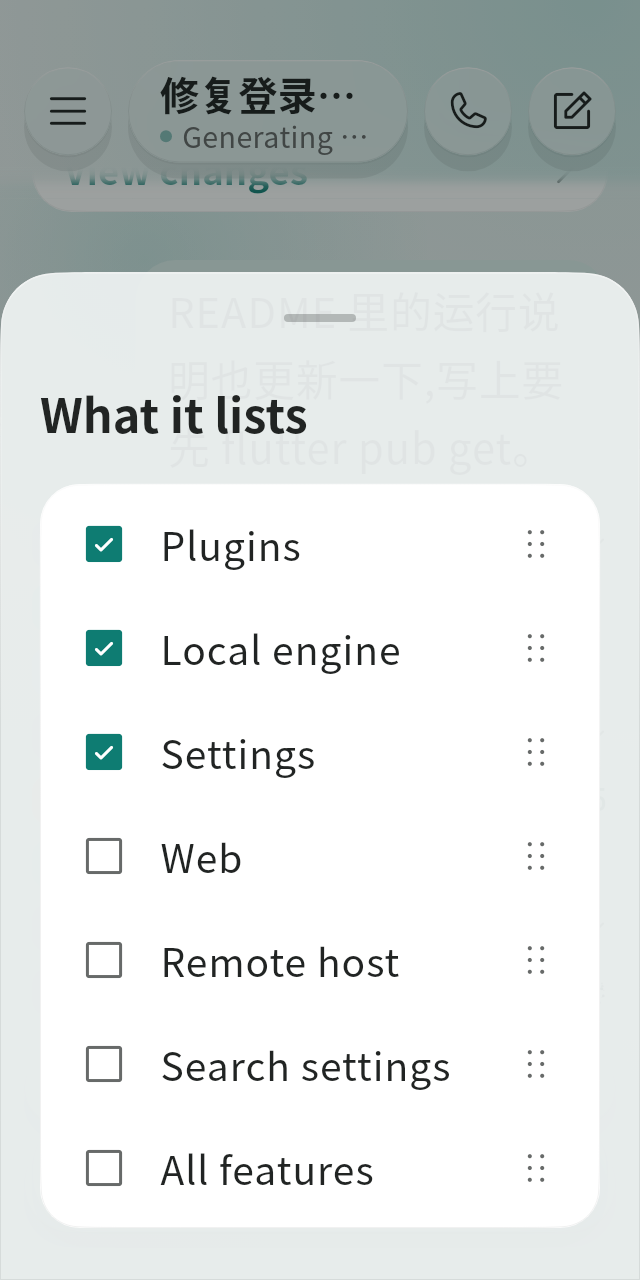 修复登录…
Generating …
View changes
README 里的运行说
明也更新一下,写上要
先 flutter pub get。
What it lists
Plugins
Local engine
Settings
Web
Remote host
Search settings
All features